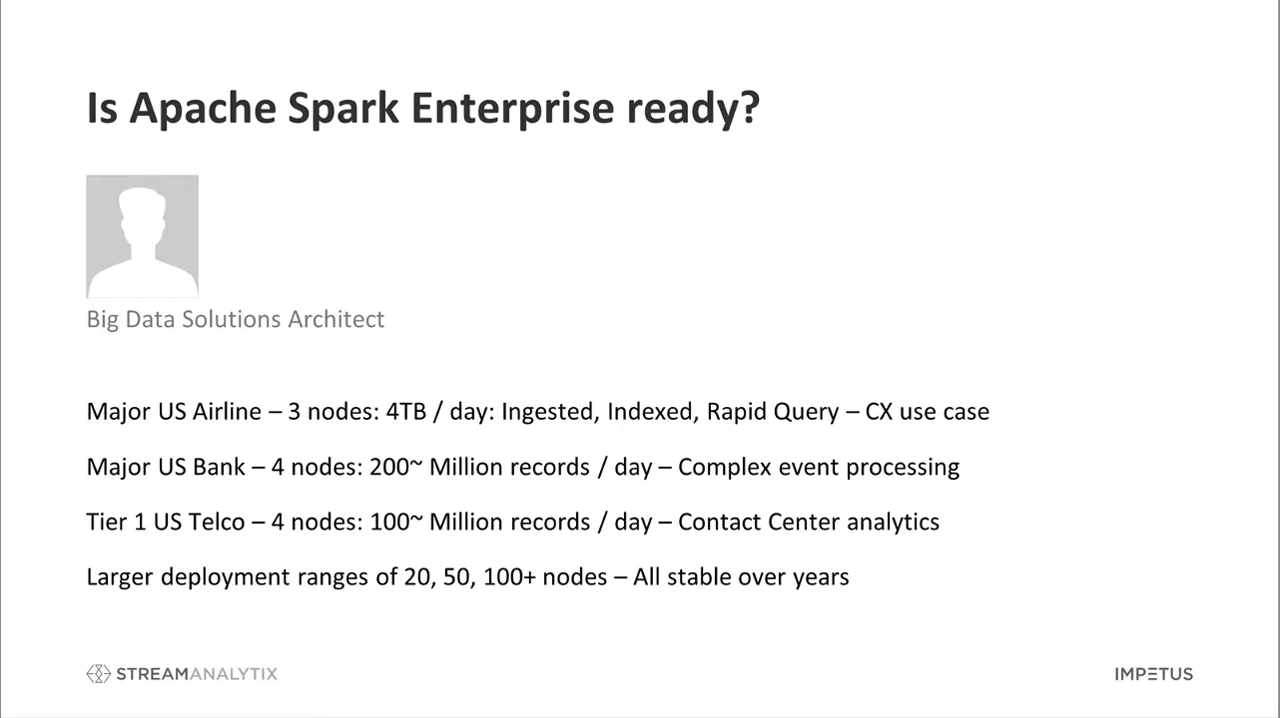 Is Apache Spark Enterprise ready?
Big Data Solutions Architect
Major US Airline – 3 nodes: 4TB / day: Ingested, Indexed, Rapid Query – CX use case
Major US Bank – 4 nodes: 200~ Million records / day – Complex event processing
Tier 1 US Telco – 4 nodes: 100~ Million records / day – Contact Center analytics
Larger deployment ranges of 20, 50, 100+ nodes – All stable over years
STREAMANALYTIX
IMPETUS